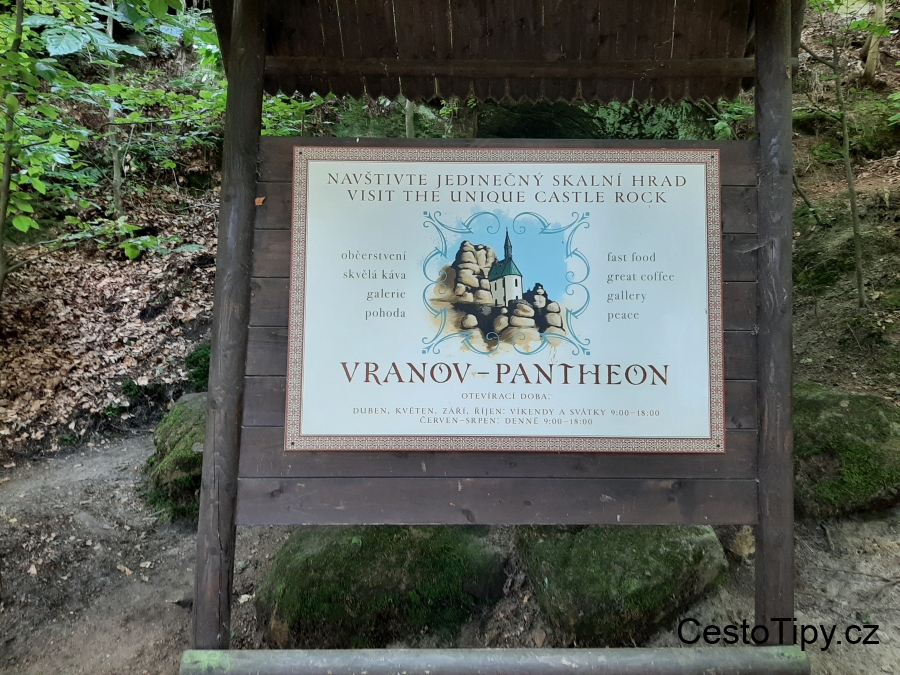 NAVŠTIVTE JEDINEČNÝ SKALNÍ HRAD
VISIT THE UNIQUE CASTLE ROCK
občerstvení
skvělá káva
galerie
pohoda
fast food
great coffee
gallery
peace
VRANOV–PANTHEON
OTEVÍRACÍ DOBA:
DUBEN, KVĚTEN, ZÁŘÍ, ŘÍJEN: VÍKENDY A SVÁTKY 9:00–18:00
ČERVEN–SRPEN: DENNĚ 9:00–18:00
CestoTipy.cz